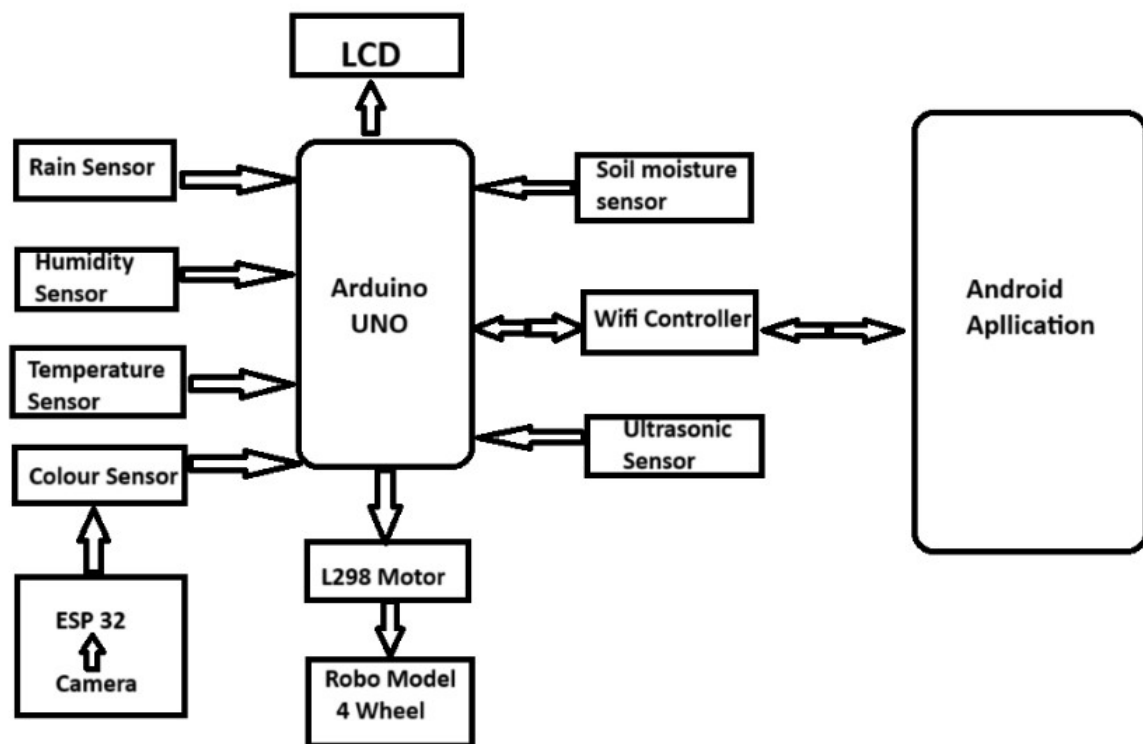 LCD
Rain Sensor
Humidity
Sensor
Temperature
Sensor
Colour Sensor
ESP 32
Camera
Arduino
UNO
L298 Motor
Robo Model
4 Wheel
Soil moisture
sensor
Wifi Controller
Ultrasonic
Sensor
Android
Apllication